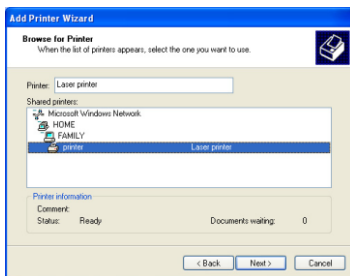 Add Printer Wizard
Browse for Printer
When the list of printers appears, select the one you want to use.
Printer: Laser printer
Shared printers:
Microsoft Windows Network
HOME
FAMILY
printer Laser printer
Printer information
Comment:
Status: Ready Documents waiting: 0
< Back Next > Cancel